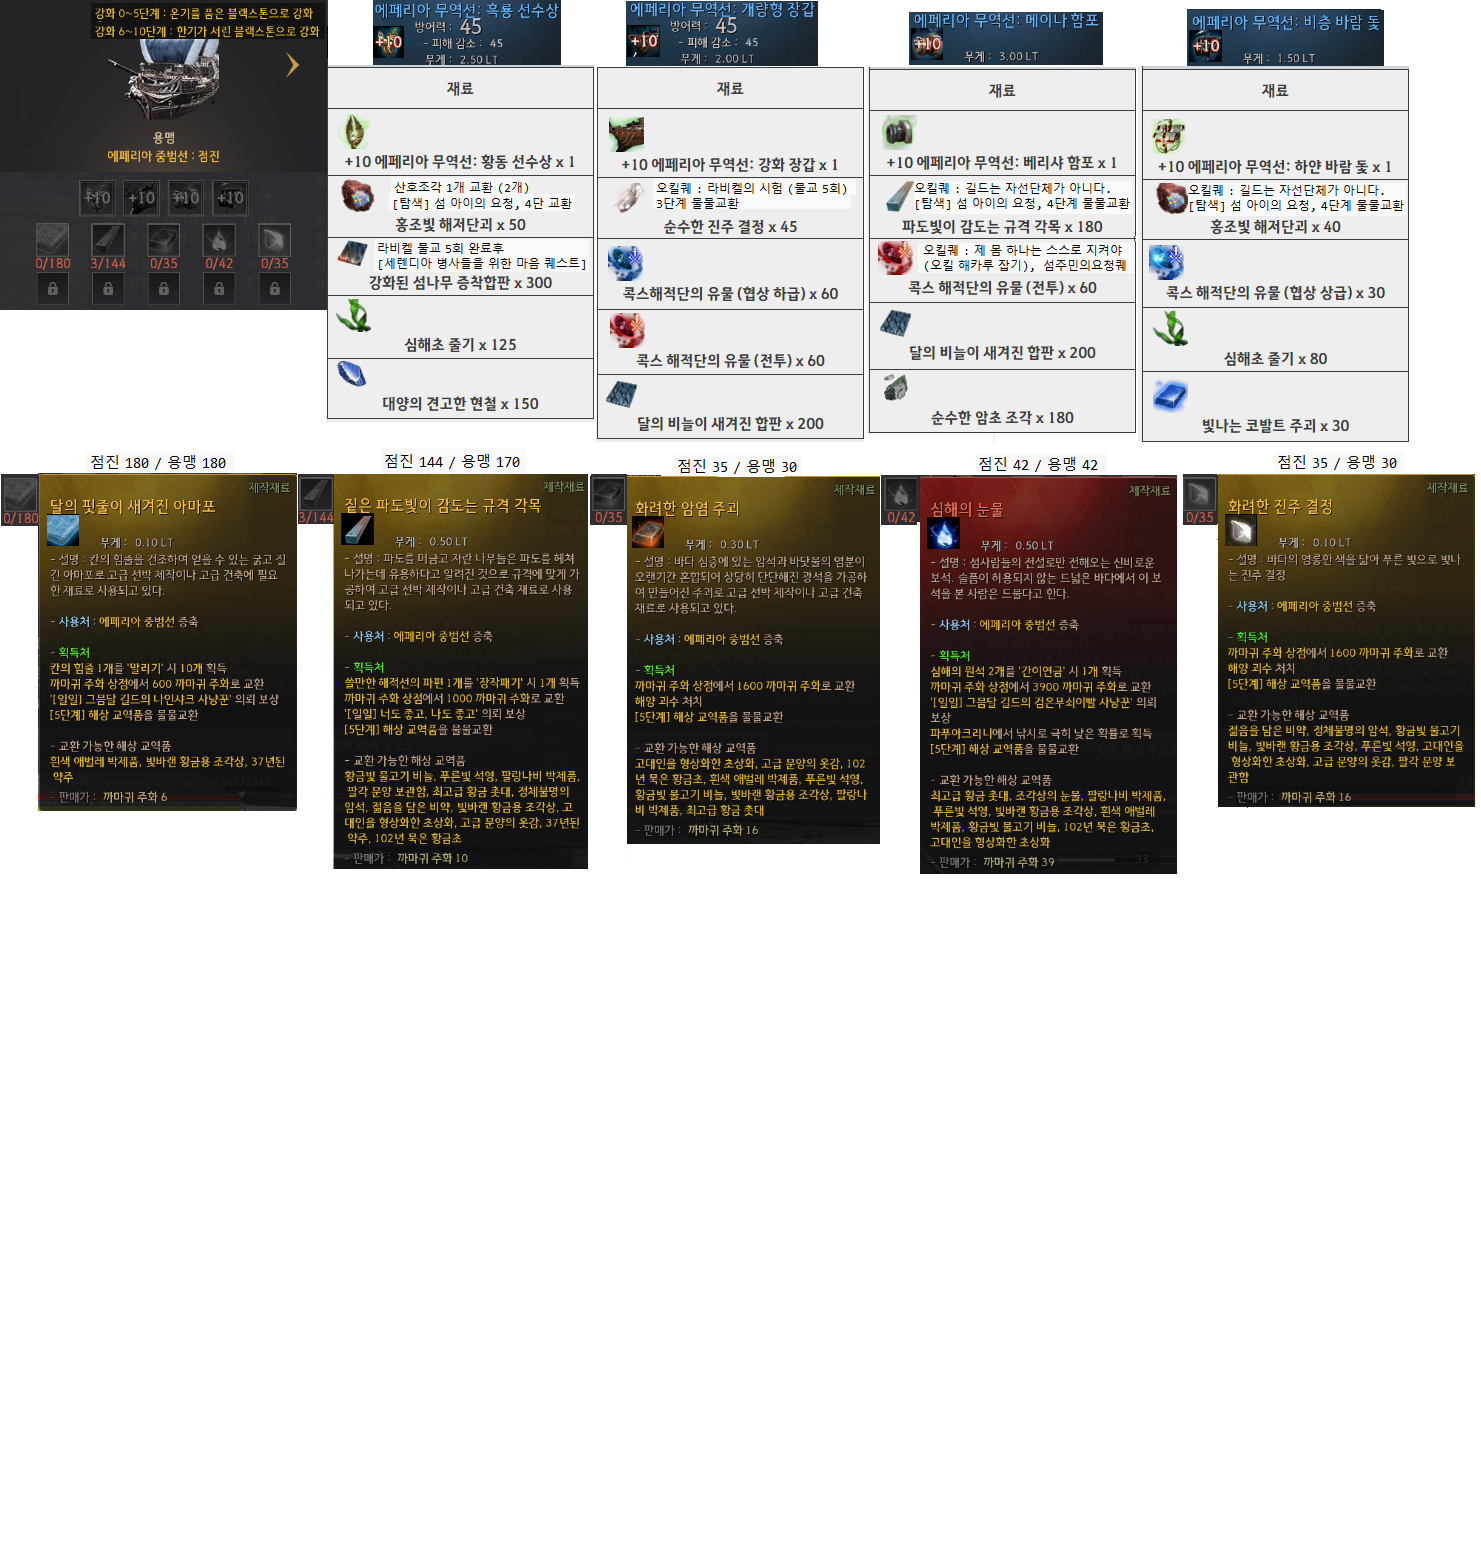 강화 0~5단계 : 온기를 품은 블랙스톤으로 강화
강화 6~10단계 : 한기가 서린 블랙스톤으로 강화
용맹
에페리아 중범선 : 점진
+10 +10 +10 +10
0/180 3/144 0/35 0/42 0/35
에페리아 무역선: 흑룡 선수상
방어력 : 45
- 피해 감소 : 45
+10
무게 : 2.50 LT
재료
+10 에페리아 무역선: 황동 선수상 x 1
산호조각 1개 교환 (2개)
[탐색] 섬 아이의 요청, 4단 교환
홍조빛 해저단괴 x 50
라비켈 물교 5회 완료후
[세렌디아 병사들을 위한 마음 퀘스트]
강화된 섬나무 증착합판 x 300
심해초 줄기 x 125
대양의 견고한 현철 x 150
에페리아 무역선: 개량형 장갑
방어력 : 45
- 피해 감소 : 45
+10
무게 : 2.00 LT
재료
+10 에페리아 무역선: 강화 장갑 x 1
오킬퀘 : 라비켈의 시험 (물교 5회)
3단계 물물교환
순수한 진주 결정 x 45
콕스해적단의 유물 (협상 하급) x 60
콕스 해적단의 유물 (전투) x 60
달의 비늘이 새겨진 합판 x 200
에페리아 무역선: 메이나 함포
+10
무게 : 3.00 LT
재료
+10 에페리아 무역선: 베리샤 함포 x 1
오킬퀘 : 길드는 자선단체가 아니다.
[탐색] 섬 아이의 요청, 4단계 물물교환
파도빛이 감도는 규격 각목 x 180
오킬퀘 : 제 몸 하나는 스스로 지켜야
(오킬 해카루 잡기), 섬주민의요청퀘
콕스 해적단의 유물 (전투) x 60
달의 비늘이 새겨진 합판 x 200
순수한 암초 조각 x 180
에페리아 무역선: 비층 바람 돛
+10
무게 : 1.50 LT
재료
+10 에페리아 무역선: 하얀 바람 돛 x 1
오킬퀘 : 길드는 자선단체가 아니다.
[탐색] 섬 아이의 요청, 4단계 물물교환
홍조빛 해저단괴 x 40
콕스 해적단의 유물 (협상 상급) x 30
심해초 줄기 x 80
빛나는 코발트 주괴 x 30
점진 180 / 용맹 180
0/180
제작재료
달의 핏줄이 새겨진 아마포
무게 : 0.10 LT
- 설명 : 칸의 힘줄을 건조하여 얻을 수 있는 굵고 질
긴 아마포로 고급 선박 제작이나 고급 건축에 필요
한 재료로 사용되고 있다.
- 사용처 : 에페리아 중범선 증축
- 획득처
칸의 힘줄 1개를 '말리기' 시 10개 획득
까마귀 주화 상점에서 600 까마귀 주화로 교환
'[일일] 그믐달 길드의 나인샤크 사냥꾼' 의뢰 보상
[5단계] 해상 교역품을 물물교환
- 교환 가능한 해상 교역품
흰색 애벌레 박제품, 빛바랜 황금용 조각상, 37년된
약주
- 판매가 : 까마귀 주화 6
점진 144 / 용맹 170
3/144
제작재료
짙은 파도빛이 감도는 규격 각목
무게 : 0.50 LT
- 설명 : 파도를 머금고 자란 나무들은 파도를 헤쳐
나가는데 유용하다고 알려진 것으로 규격에 맞게 가
공하여 고급 선박 제작이나 고급 건축 재료로 사용
되고 있다.
- 사용처 : 에페리아 중범선 증축
- 획득처
쓸만한 해적선의 파편 1개를 '장작패기' 시 1개 획득
까마귀 주화 상점에서 1000 까마귀 주화로 교환
'[일일] 너도 좋고, 나도 좋고' 의뢰 보상
[5단계] 해상 교역품을 물물교환
- 교환 가능한 해상 교역품
황금빛 물고기 비늘, 푸른빛 석영, 팔랑나비 박제품,
팔각 문양 보관함, 최고급 황금 촛대, 정체불명의
암석, 젊음을 담은 비약, 빛바랜 황금용 조각상, 고
대인을 형상화한 초상화, 고급 문양의 옷감, 37년된
약주, 102년 묵은 황금초
- 판매가 : 까마귀 주화 10
점진 35 / 용맹 30
0/35
제작재료
화려한 암염 주괴
무게 : 0.30 LT
- 설명 : 바다 심층에 있는 암석과 바닷물의 염분이
오랜기간 혼합되어 상당히 단단해진 광석을 가공하
여 만들어진 주괴로 고급 선박 제작이나 고급 건축
재료로 사용되고 있다.
- 사용처 : 에페리아 중범선 증축
- 획득처
까마귀 주화 상점에서 1600 까마귀 주화로 교환
해양 괴수 처치
[5단계] 해상 교역품을 물물교환
- 교환 가능한 해상 교역품
고대인을 형상화한 초상화, 고급 문양의 옷감, 102
년 묵은 황금초, 흰색 애벌레 박제품, 푸른빛 석영,
황금빛 물고기 비늘, 빛바랜 황금용 조각상, 팔랑나
비 박제품, 최고급 황금 촛대
- 판매가 : 까마귀 주화 16
점진 42 / 용맹 42
0/42
제작재료
심해의 눈물
무게 : 0.50 LT
- 설명 : 섬사람들의 전설로만 전해오는 신비로운
보석. 슬픔이 허용되지 않는 드넓은 바다에서 이 보
석을 본 사람은 드물다고 한다.
- 사용처 : 에페리아 중범선 증축
- 획득처
심해의 원석 2개를 '간이연금' 시 1개 획득
까마귀 주화 상점에서 3900 까마귀 주화로 교환
'[일일] 그믐달 길드의 검은무쇠이빨 사냥꾼' 의뢰
보상
파푸아크리니에서 낚시로 극히 낮은 확률로 획득
[5단계] 해상 교역품을 물물교환
- 교환 가능한 해상 교역품
최고급 황금 촛대, 조각상의 눈물, 팔랑나비 박제품,
푸른빛 석영, 빛바랜 황금용 조각상, 흰색 애벌레
박제품, 황금빛 물고기 비늘, 102년 묵은 황금초,
고대인을 형상화한 초상화
- 판매가 : 까마귀 주화 39
33
점진 35 / 용맹 30
0/35
제작재료
화려한 진주 결정
무게 : 0.10 LT
- 설명 : 바다의 영롱한 색을 닮아 푸른 빛으로 빛나
는 진주 결정
- 사용처 : 에페리아 중범선 증축
- 획득처
까마귀 주화 상점에서 1600 까마귀 주화로 교환
해양 괴수 처치
[5단계] 해상 교역품을 물물교환
- 교환 가능한 해상 교역품
젊음을 담은 비약, 정체불명의 암석, 황금빛 물고기
비늘, 빛바랜 황금용 조각상, 푸른빛 석영, 고대인을
형상화한 초상화, 고급 문양의 옷감, 팔각 문양 보
관함
- 판매가 : 까마귀 주화 16